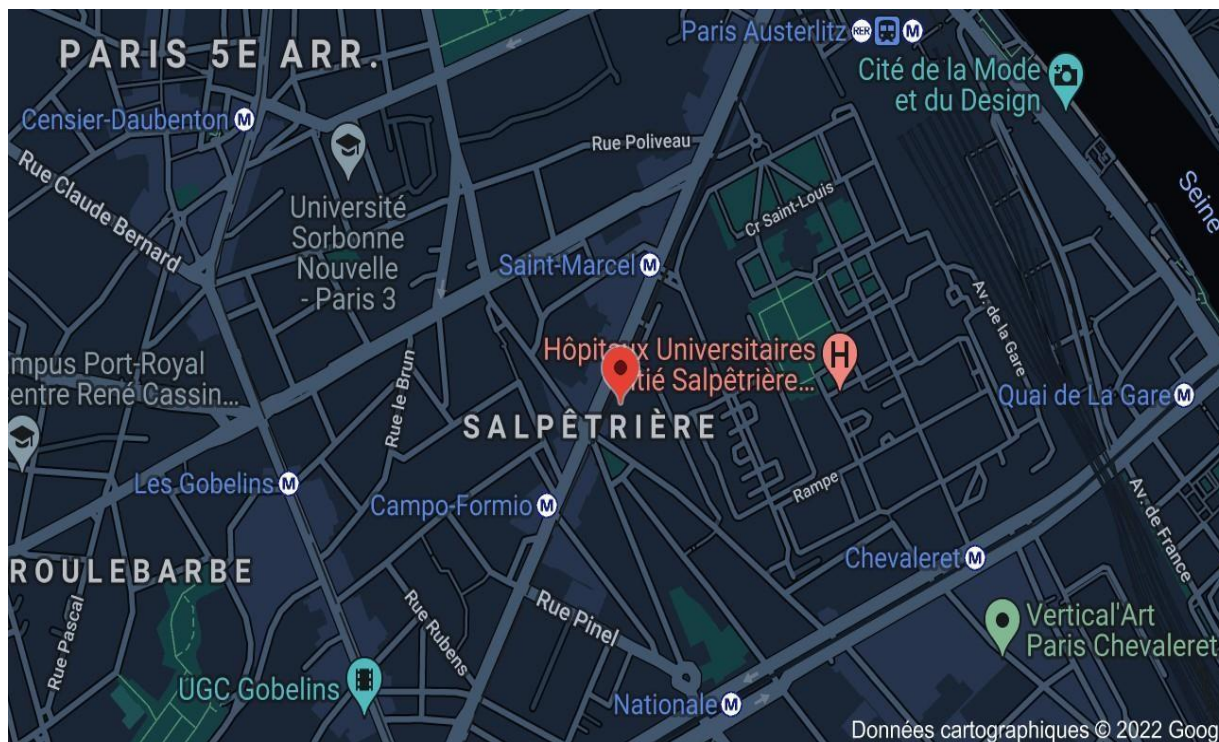 PARIS 5E ARR.
Paris Austerlitz
RER
M
Cité de la Mode
et du Design
Censier-Daubenton M
Rue Poliveau
Rue Claude Bernard
Seine
Université
Sorbonne
Nouvelle
- Paris 3
Cr Saint-Louis
Saint-Marcel M
Av. de la Gare
Hôpitaux Universitaires
itié Salpêtrière...
H
mpus Port-Royal
entre René Cassin...
Rue le Brun
Quai de La Gare M
SALPÊTRIÈRE
Les Gobelins M
Campo-Formio M
Rampe
Av. de France
Chevaleret M
ROULEBARBE
Rue Pascal
Rue Rubens
Rue Pinel
Vertical'Art
Paris Chevaleret
UGC Gobelins
Nationale M
Données cartographiques © 2022 Goog